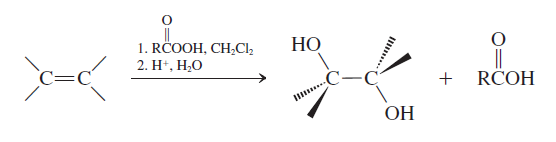 O
1. RCOOH, CH₂Cl₂
2. H⁺, H₂O
C=C
HO
C—C
OH
+
O
RCOH